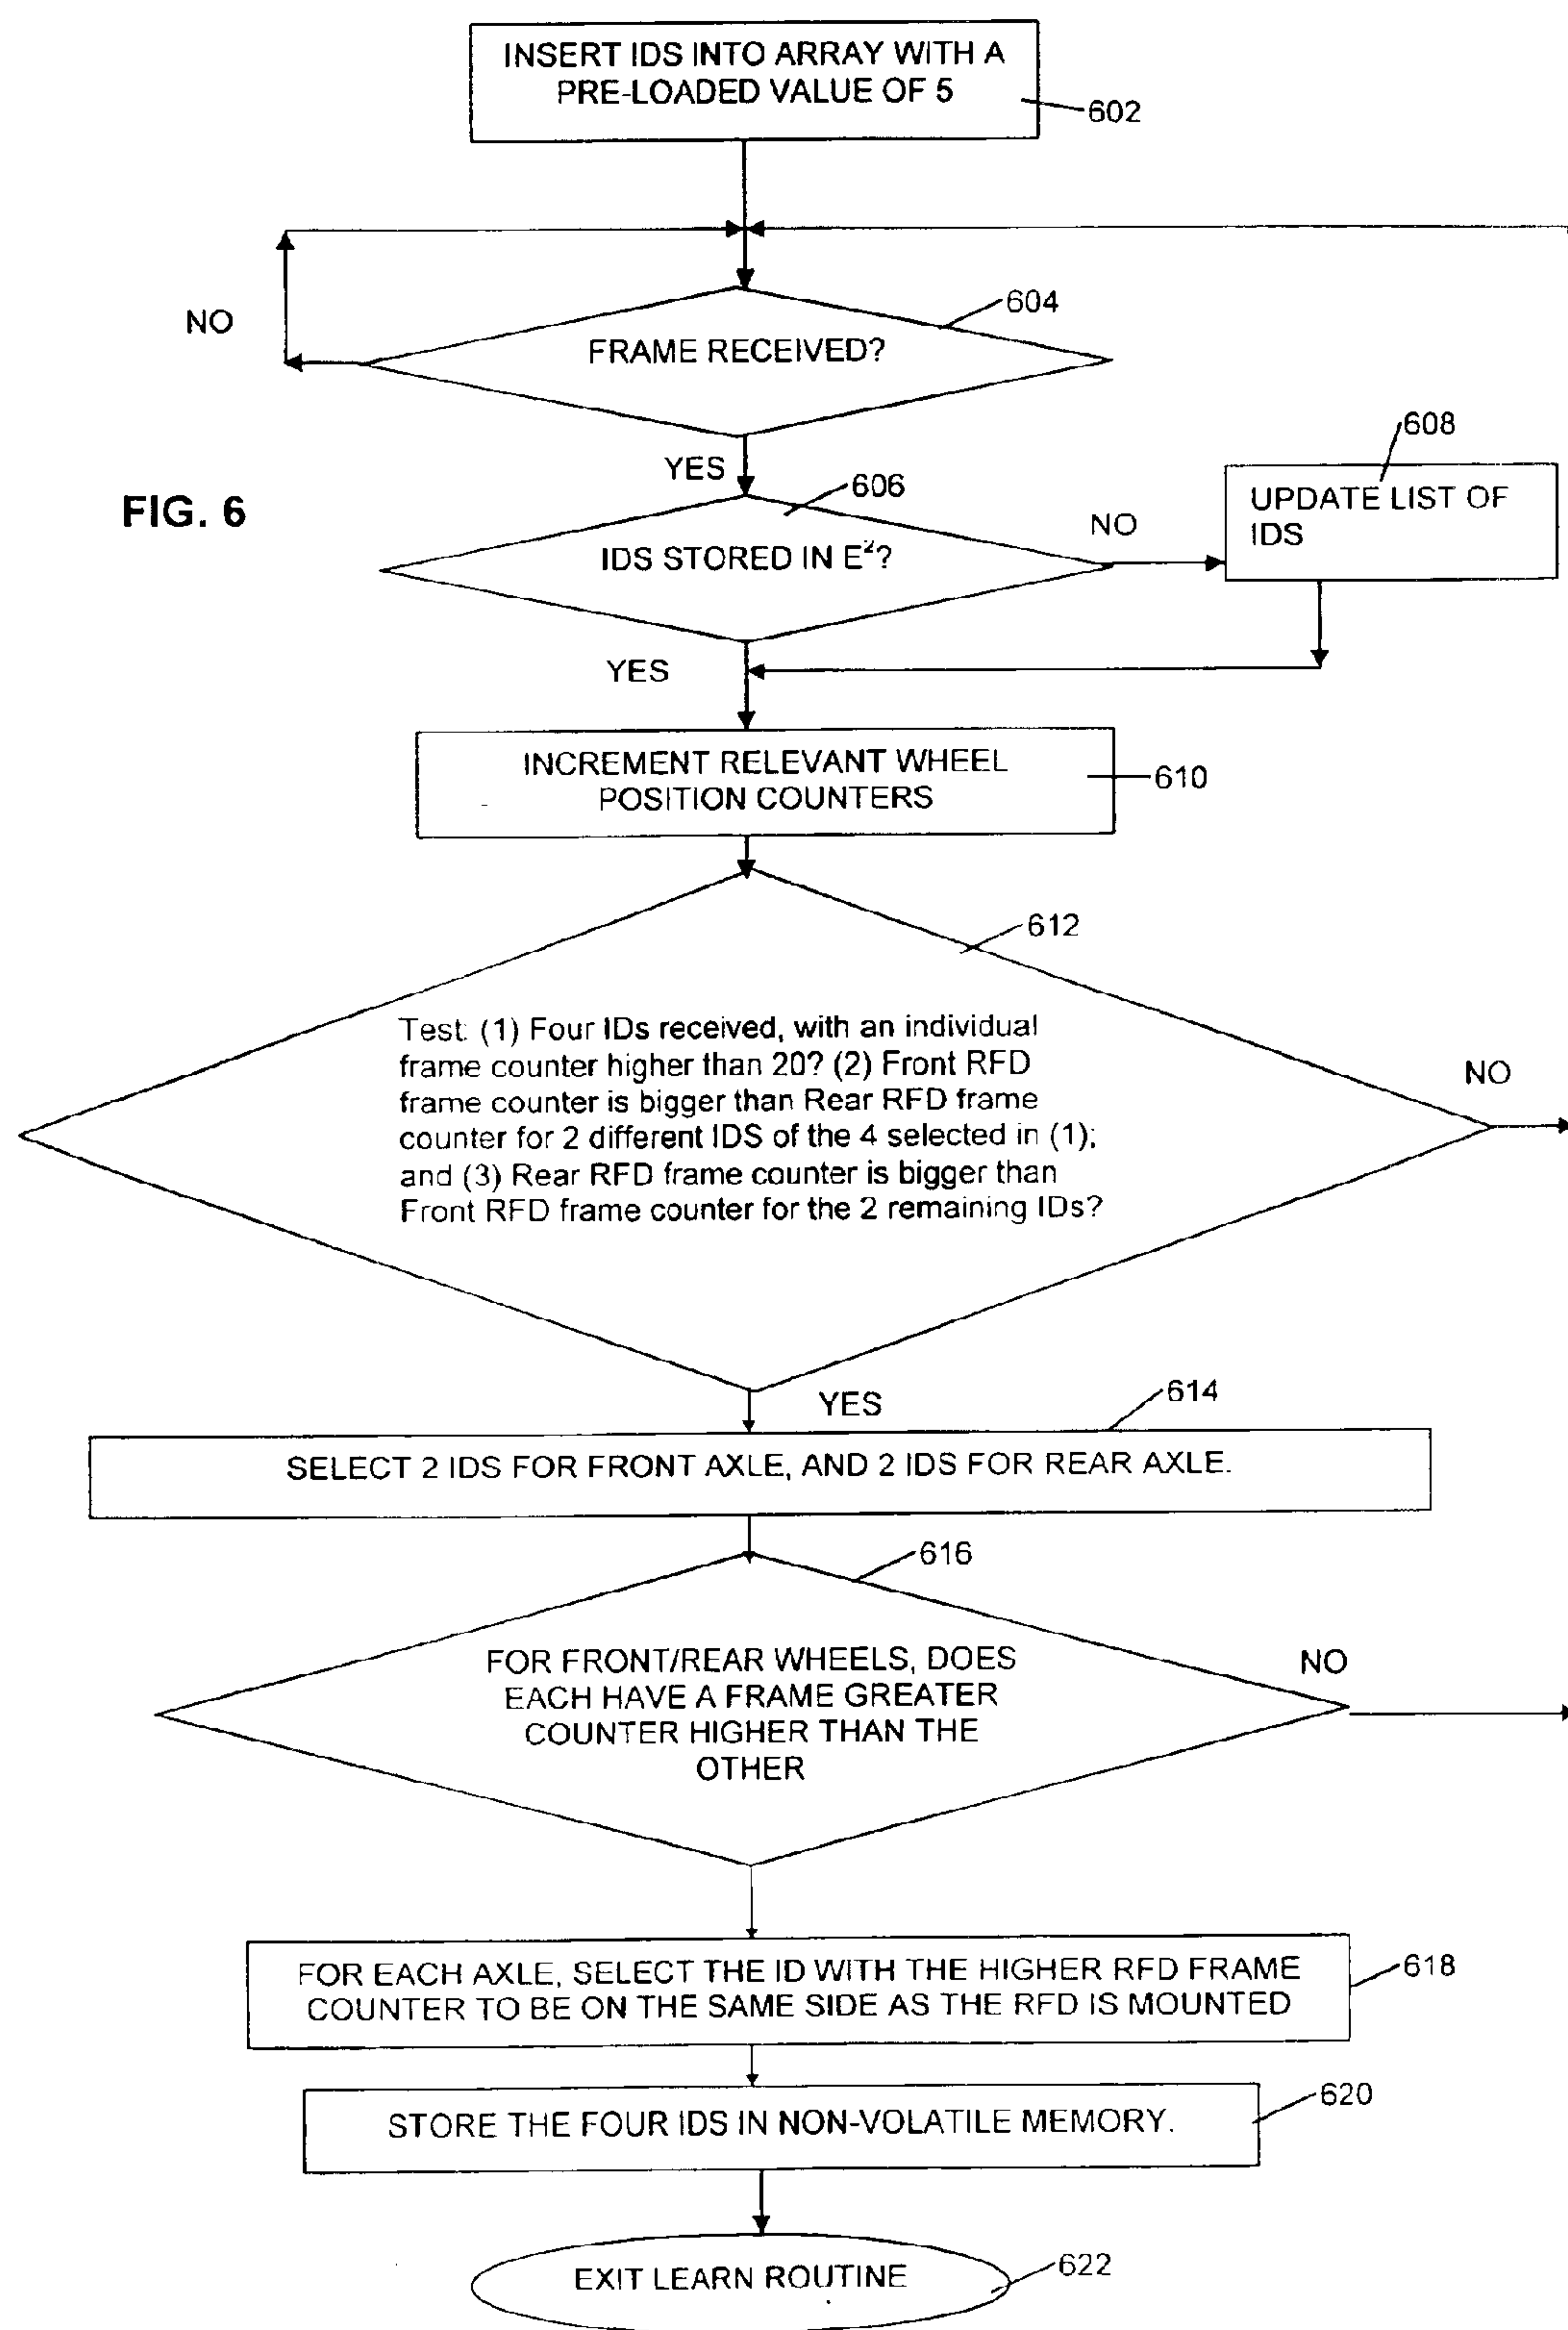 INSERT IDS INTO ARRAY WITH A
PRE-LOADED VALUE OF 5
602
604
NO
FRAME RECEIVED?
608
YES
606
FIG. 6
UPDATE LIST OF
IDS
NO
IDS STORED IN E²?
YES
INCREMENT RELEVANT WHEEL
POSITION COUNTERS
610
612
Test: (1) Four IDs received, with an individual
frame counter higher than 20? (2) Front RFD
frame counter is bigger than Rear RFD frame
counter for 2 different IDS of the 4 selected in (1);
and (3) Rear RFD frame counter is bigger than
Front RFD frame counter for the 2 remaining IDs?
NO
YES
614
SELECT 2 IDS FOR FRONT AXLE, AND 2 IDS FOR REAR AXLE.
616
FOR FRONT/REAR WHEELS, DOES
EACH HAVE A FRAME GREATER
COUNTER HIGHER THAN THE
OTHER
NO
FOR EACH AXLE, SELECT THE ID WITH THE HIGHER RFD FRAME
COUNTER TO BE ON THE SAME SIDE AS THE RFD IS MOUNTED
618
STORE THE FOUR IDS IN NON-VOLATILE MEMORY.
620
EXIT LEARN ROUTINE
622